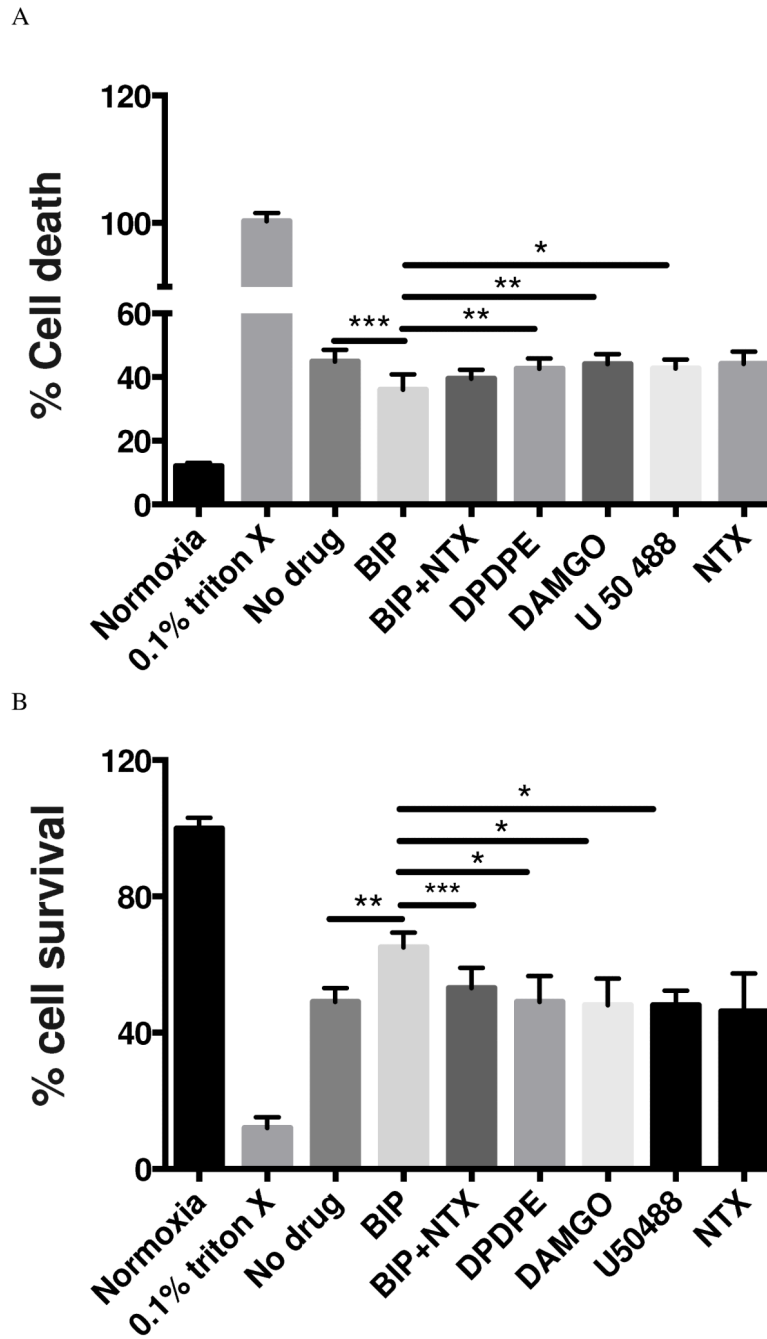 A
% Cell death
120
100
60
40
20
0
*
**
***
**
Normoxia
0.1% triton X
No drug
BIP
BIP+NTX
DPDPE
DAMGO
U 50 488
NTX
B
% cell survival
120
80
40
0
*
*
*
**
***
Normoxia
0.1% triton X
No drug
BIP
BIP+NTX
DPDPE
DAMGO
U50488
NTX